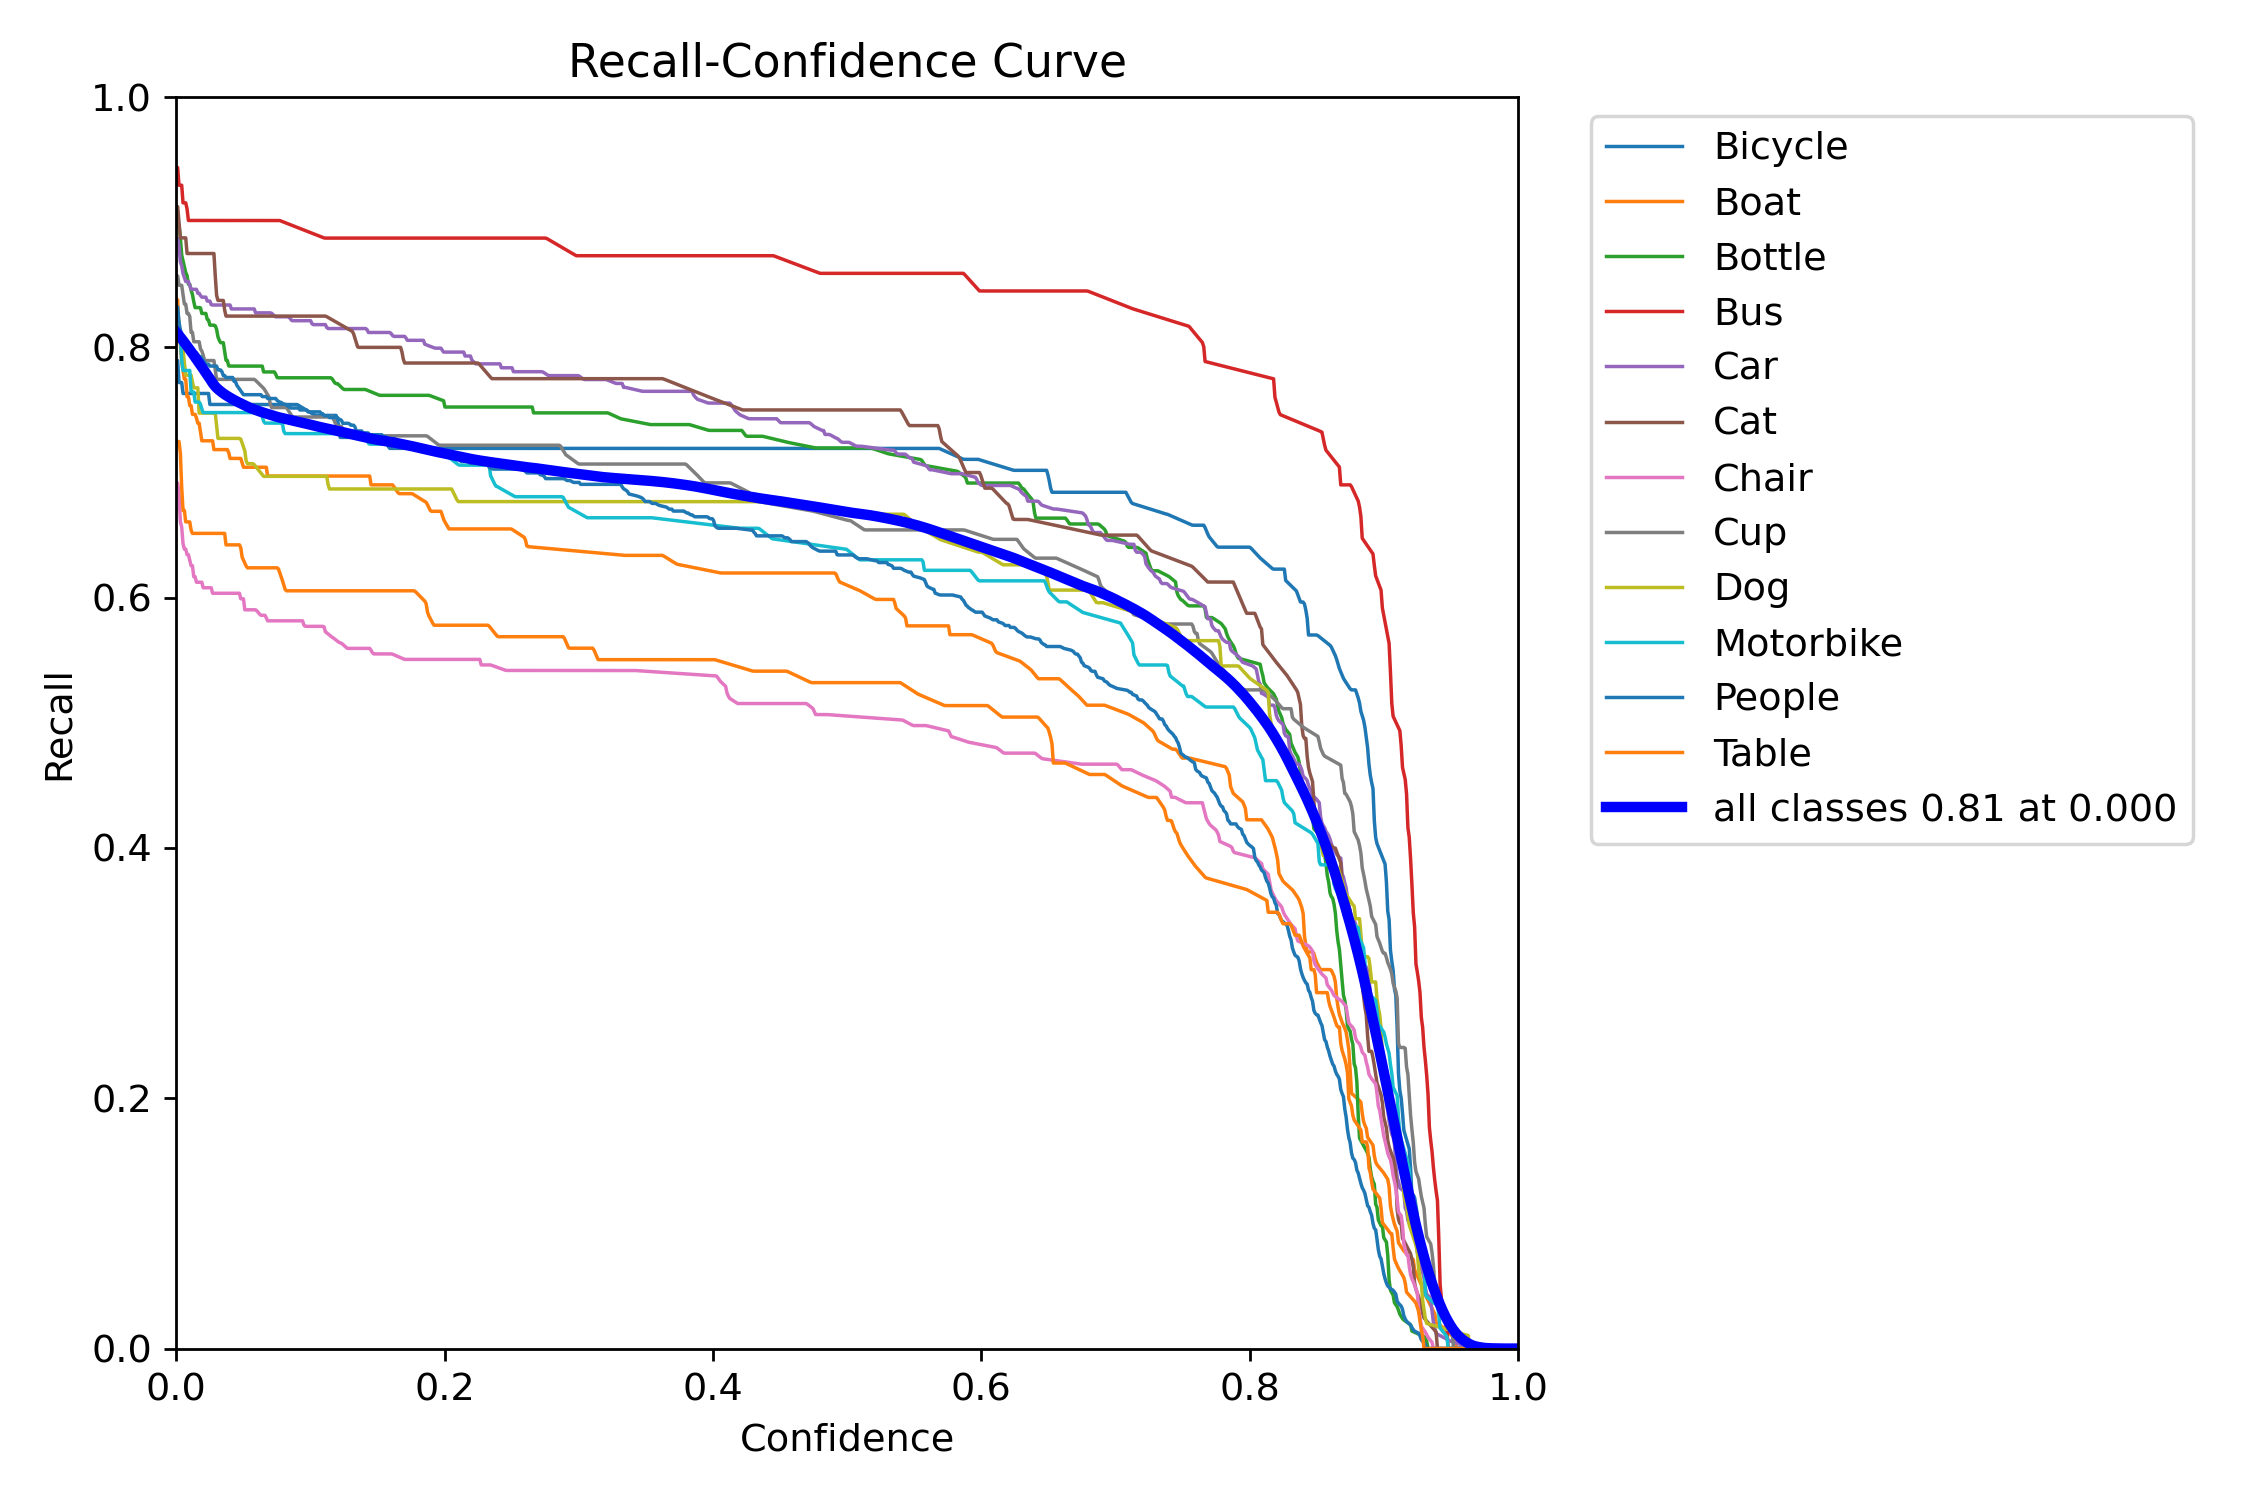 Recall-Confidence Curve
1.0
0.8
0.6
0.4
0.2
0.0
Recall
0.0 0.2 0.4 0.6 0.8 1.0
Confidence
Bicycle
Boat
Bottle
Bus
Car
Cat
Chair
Cup
Dog
Motorbike
People
Table
all classes 0.81 at 0.000